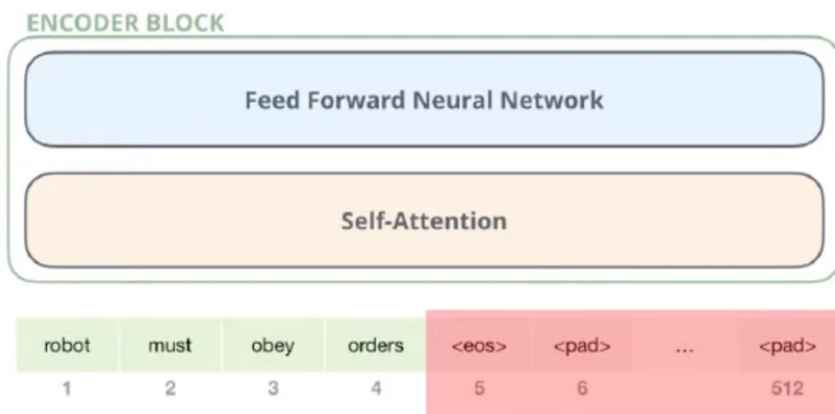 ENCODER BLOCK
Feed Forward Neural Network
Self-Attention
robot must obey orders <eos> <pad> ... <pad>
1 2 3 4 5 6 512